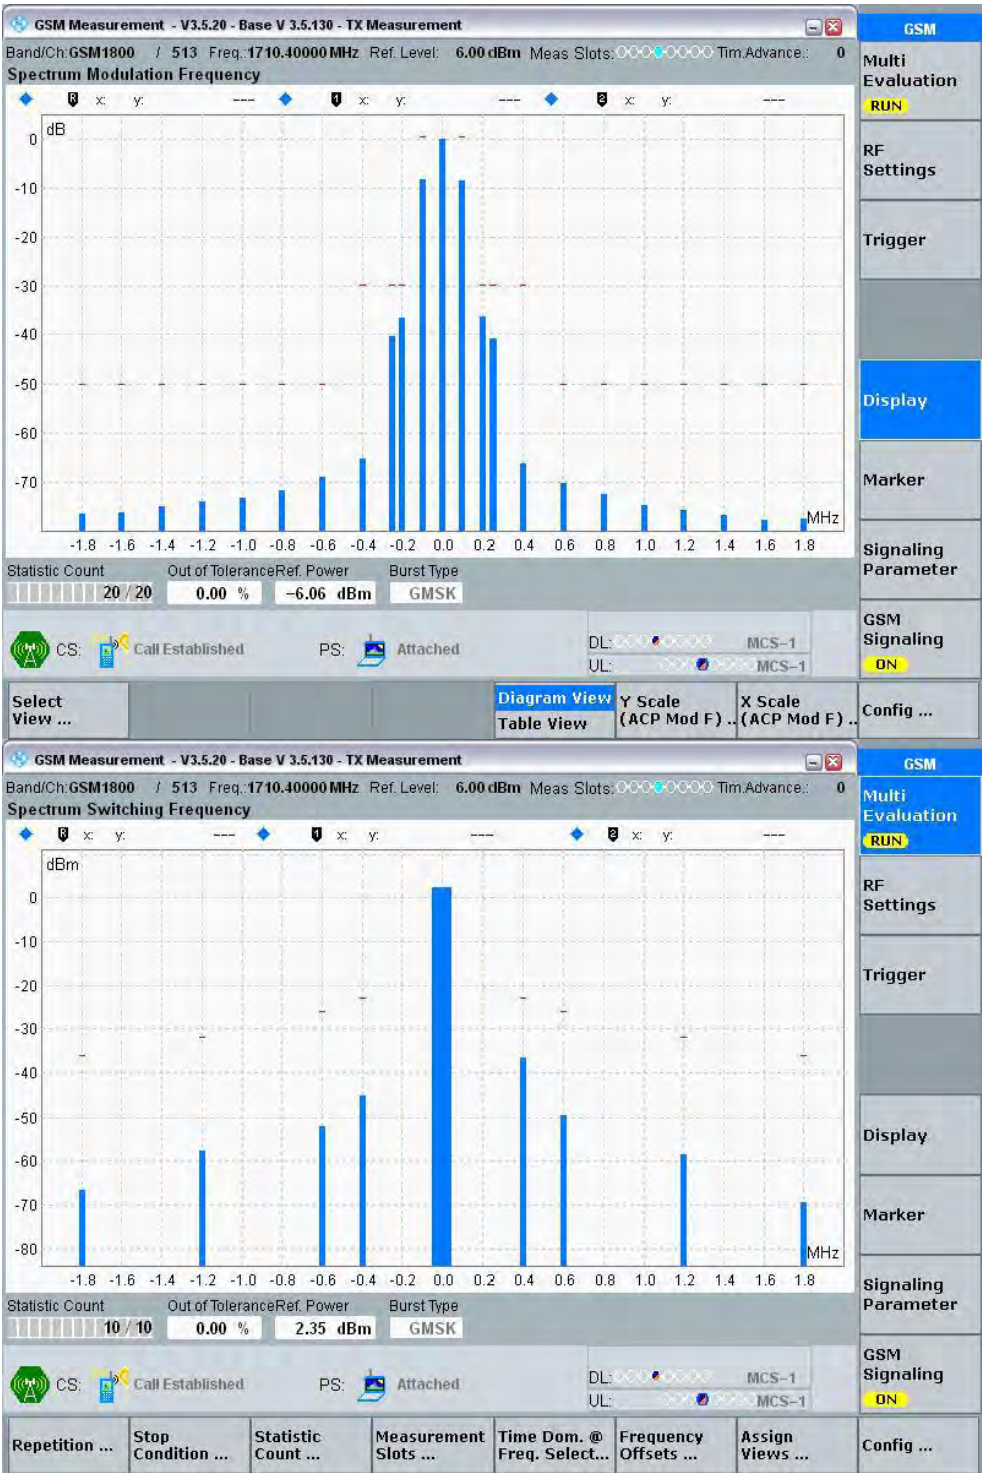 GSM Measurement - V3.5.20 - Base V 3.5.130 - TX Measurement
GSM
Band/Ch:GSM1800 / 513 Freq.:1710.40000 MHz Ref. Level: 6.00 dBm Meas Slots: Tim.Advance.: 0
Spectrum Modulation Frequency
R x: y: --- 1 x: y: --- 2 x: y: ---
dB
0
-10
-20
-30
-40
-50
-60
-70
MHz
-1.8 -1.6 -1.4 -1.2 -1.0 -0.8 -0.6 -0.4 -0.2 0.0 0.2 0.4 0.6 0.8 1.0 1.2 1.4 1.6 1.8
Statistic Count Out of Tolerance Ref. Power Burst Type
20 / 20 0.00 % -6.06 dBm GMSK
CS: Call Established PS: Attached
DL: MCS-1
UL: MCS-1
Multi
Evaluation
RUN
RF
Settings
Trigger
Display
Marker
Signaling
Parameter
GSM
Signaling
ON
Select
View ...
Diagram View
Table View
Y Scale
(ACP Mod F) ..
X Scale
(ACP Mod F) ..
Config ...
GSM Measurement - V3.5.20 - Base V 3.5.130 - TX Measurement
GSM
Band/Ch:GSM1800 / 513 Freq.:1710.40000 MHz Ref. Level: 6.00 dBm Meas Slots: Tim.Advance.: 0
Spectrum Switching Frequency
R x: y: --- 1 x: y: --- 2 x: y: ---
dBm
0
-10
-20
-30
-40
-50
-60
-70
-80
MHz
-1.8 -1.6 -1.4 -1.2 -1.0 -0.8 -0.6 -0.4 -0.2 0.0 0.2 0.4 0.6 0.8 1.0 1.2 1.4 1.6 1.8
Statistic Count Out of Tolerance Ref. Power Burst Type
10 / 10 0.00 % 2.35 dBm GMSK
CS: Call Established PS: Attached
DL: MCS-1
UL: MCS-1
Multi
Evaluation
RUN
RF
Settings
Trigger
Display
Marker
Signaling
Parameter
GSM
Signaling
ON
Repetition ...
Stop
Condition ...
Statistic
Count ...
Measurement
Slots ...
Time Dom. @
Freq. Select...
Frequency
Offsets ...
Assign
Views ...
Config ...